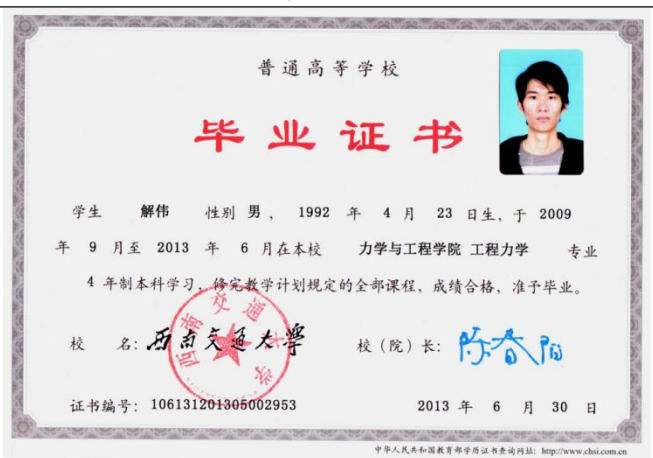 普通高等学校
毕业证书
学生 解伟 性别 男 ， 1992 年 4 月 23 日生，于 2009
年 9 月至 2013 年 6 月在本校 力学与工程学院 工程力学 专业
4 年制本科学习，修完教学计划规定的全部课程，成绩合格，准予毕业。
校 名：西南交通大学 校（院）长：陈春阳
西南交通大学
证书编号：106131201305002953 2013 年 6 月 30 日
中华人民共和国教育部学历证书查询网址：http://www.chsi.com.cn